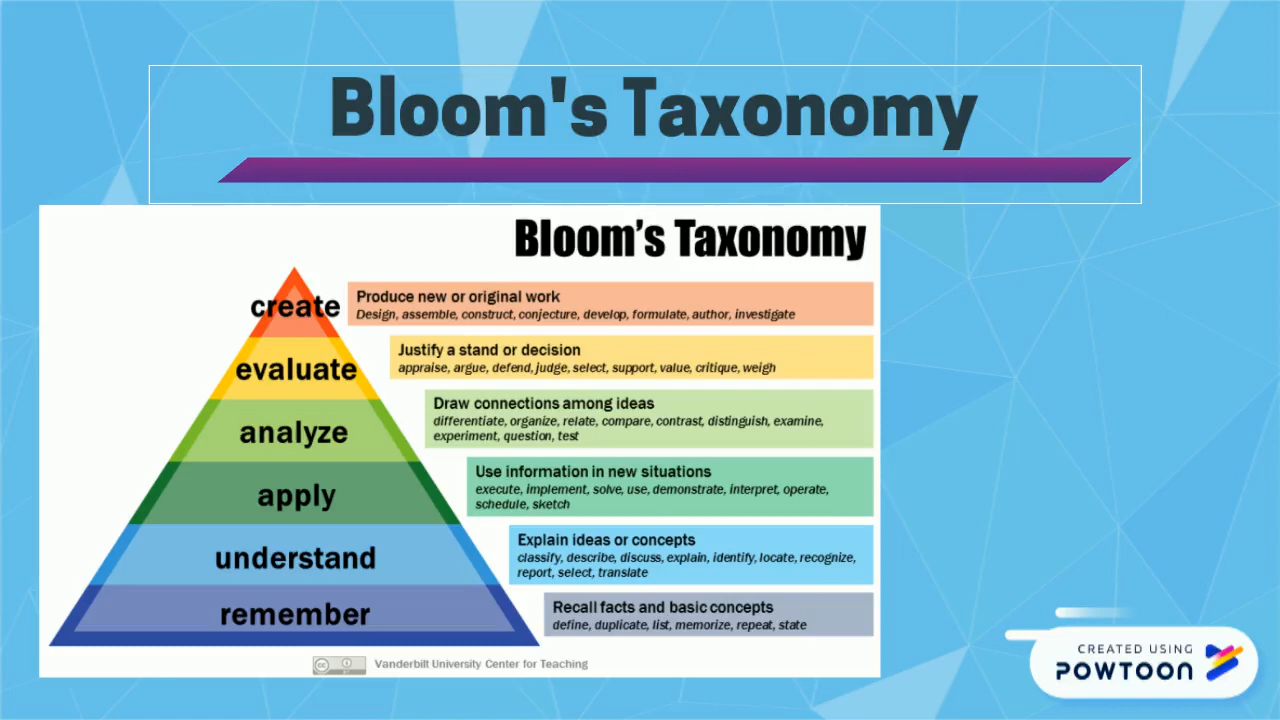 Bloom's Taxonomy
Bloom’s Taxonomy
create
Produce new or original work
Design, assemble, construct, conjecture, develop, formulate, author, investigate
evaluate
Justify a stand or decision
appraise, argue, defend, judge, select, support, value, critique, weigh
analyze
Draw connections among ideas
differentiate, organize, relate, compare, contrast, distinguish, examine,
experiment, question, test
apply
Use information in new situations
execute, implement, solve, use, demonstrate, interpret, operate,
schedule, sketch
understand
Explain ideas or concepts
classify, describe, discuss, explain, identify, locate, recognize,
report, select, translate
remember
Recall facts and basic concepts
define, duplicate, list, memorize, repeat, state
cc
Vanderbilt University Center for Teaching
CREATED USING
POWTOON